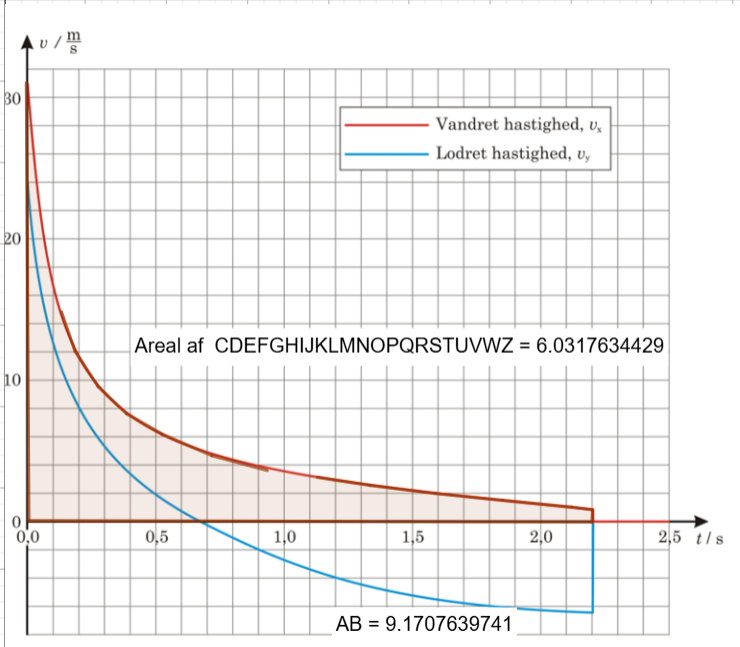 v / m/s
30
Vandret hastighed, vₓ
Lodret hastighed, vᵧ
20
Areal af CDEFGHIJKLMNOPQRSTUVWZ = 6.0317634429
10
0
0,0 0,5 1,0 1,5 2,0 2,5 t / s
AB = 9.1707639741